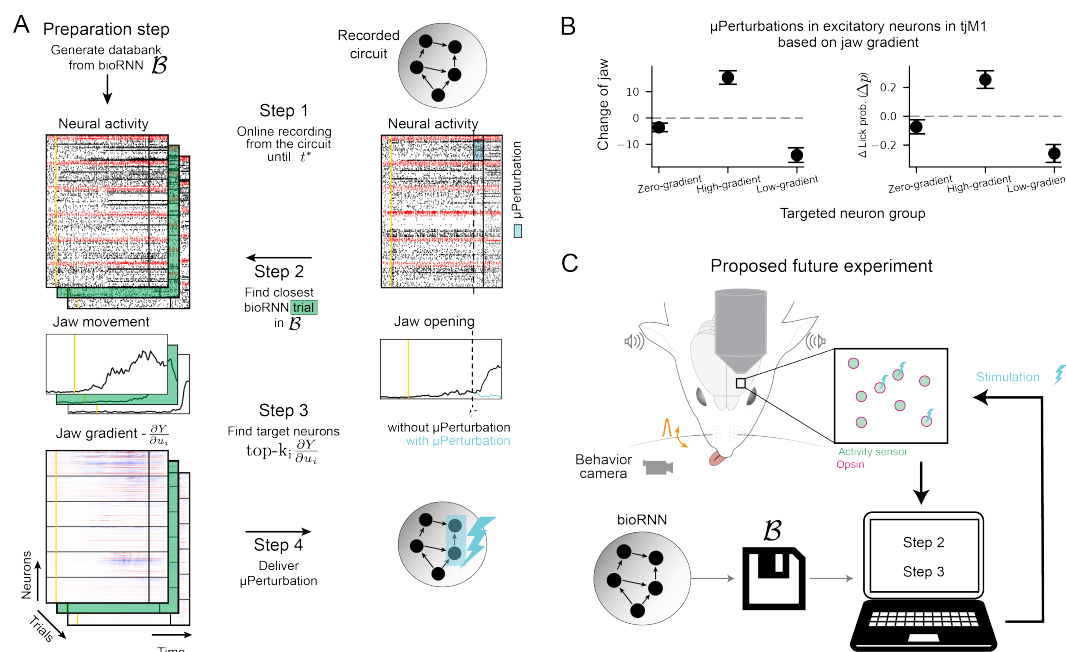 A
Preparation step
Generate databank
from bioRNN B
Neural activity
Recorded
circuit
Step 1
Online recording
from the circuit
until t*
Neural activity
μPerturbation
Step 2
Find closest
bioRNN trial
in B
Jaw movement
Jaw opening
t*
Step 3
Find target neurons
top-k_i ∂Y/∂u_i
without μPerturbation
with μPerturbation
Jaw gradient - ∂Y/∂u_i
Step 4
Deliver
μPerturbation
Neurons
Trials
Time
B
μPerturbations in excitatory neurons in tjM1
based on jaw gradient
Change of jaw
10
0
−10
Zero-gradient
High-gradient
Low-gradient
Δ Lick prob. (Δp)
0.2
0.0
−0.2
Zero-gradient
High-gradient
Low-gradien
Targeted neuron group
C
Proposed future experiment
Stimulation
Activity sensor
Opsin
Behavior
camera
bioRNN
B
Step 2
Step 3